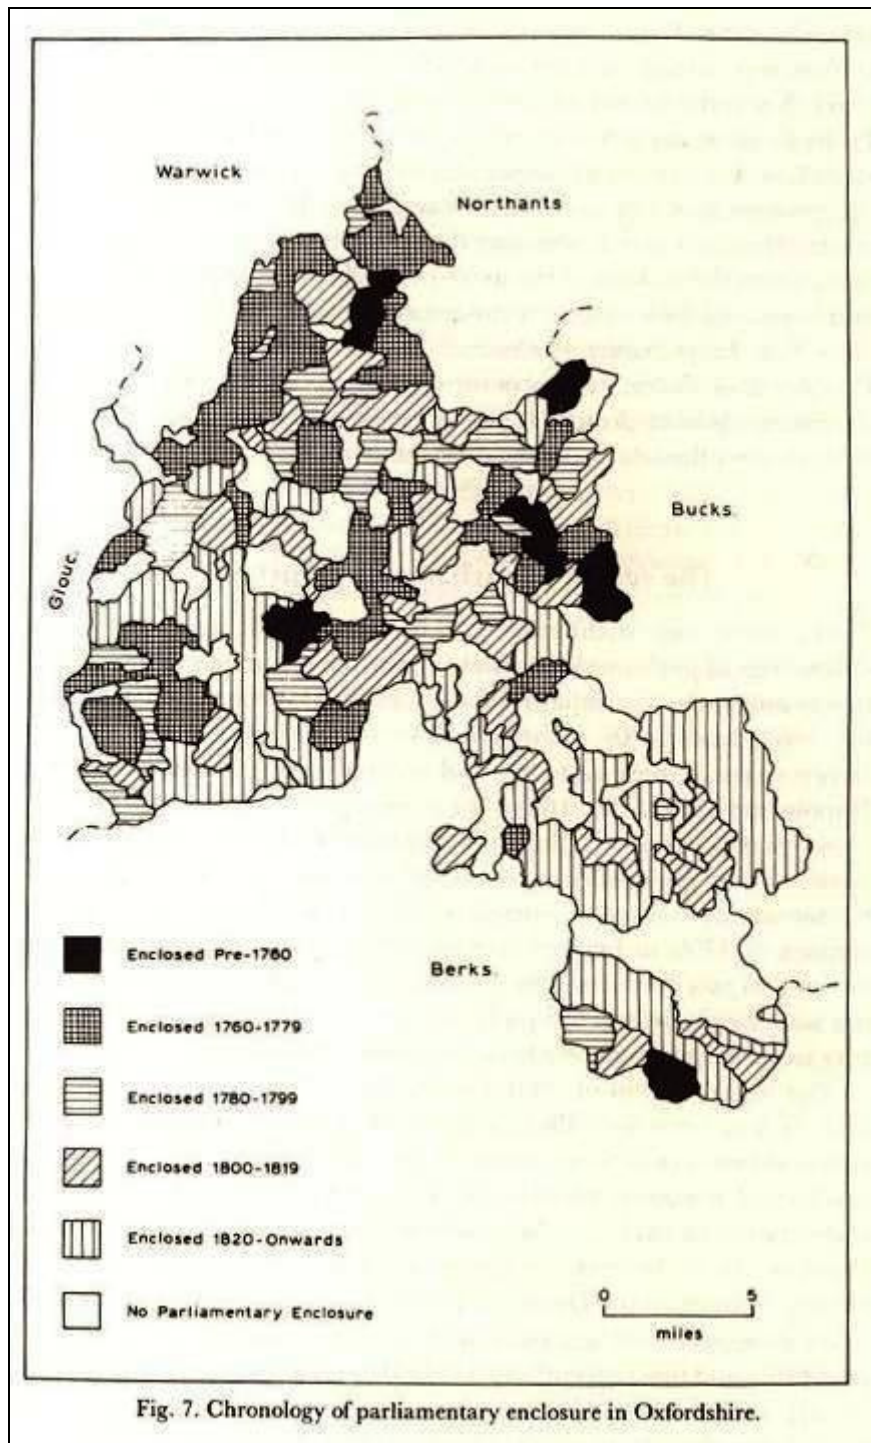 Warwick
Northants
Bucks.
Glouc.
Berks.
Enclosed Pre-1760
Enclosed 1760-1779
Enclosed 1780-1799
Enclosed 1800-1819
Enclosed 1820-Onwards
No Parliamentary Enclosure
0 5
miles
Fig. 7. Chronology of parliamentary enclosure in Oxfordshire.